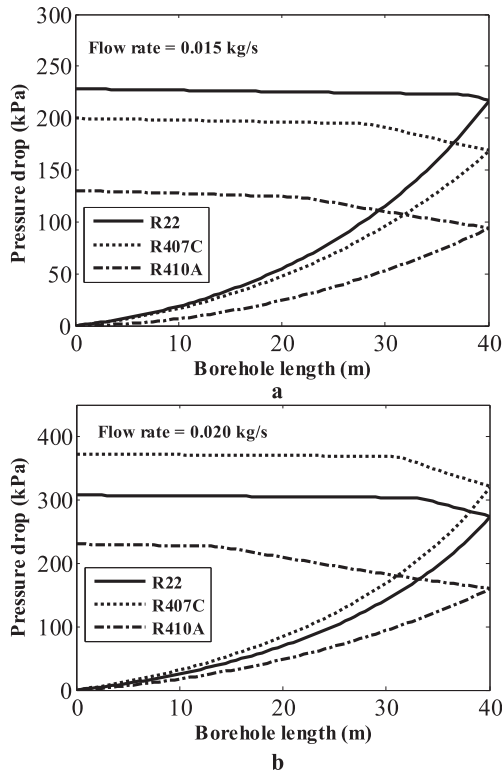 300
Flow rate = 0.015 kg/s
250
200
150
100
50
0
Pressure drop (kPa)
R22
R407C
R410A
0 10 20 30 40
Borehole length (m)
a
400
Flow rate = 0.020 kg/s
300
200
100
0
Pressure drop (kPa)
R22
R407C
R410A
0 10 20 30 40
Borehole length (m)
b